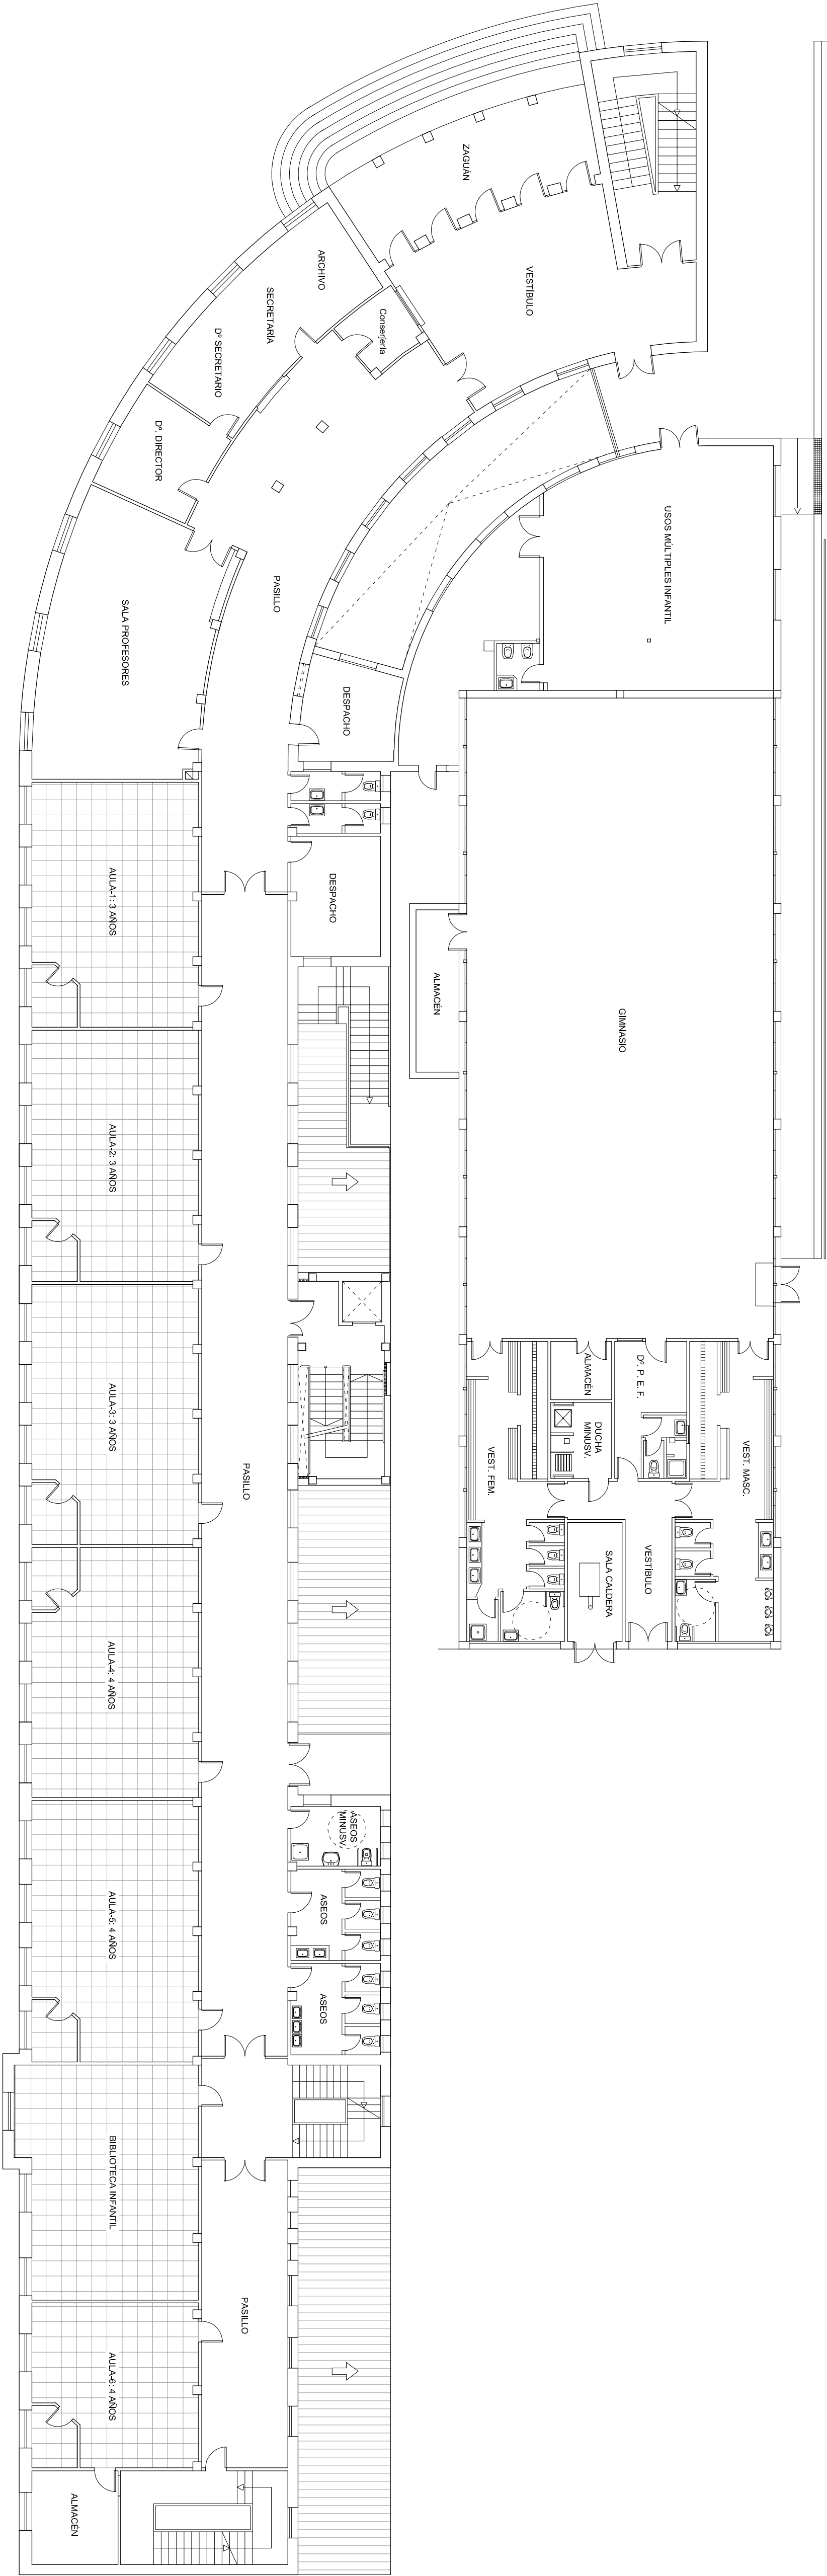 ZAGUÁN
VESTÍBULO
ARCHIVO
SECRETARÍA
Conserjería
Dº SECRETARIO
Dº. DIRECTOR
USOS MÚLTIPLES INFANTIL
PASILLO
SALA PROFESORES
DESPACHO
AULA-1: 3 AÑOS
DESPACHO
ALMACÉN
GIMNASIO
AULA-2: 3 AÑOS
AULA-3: 3 AÑOS
PASILLO
ALMACÉN
Dº. P. E. F.
DUCHA
MINUSV.
VEST. FEM.
VEST. MASC.
SALA CALDERA
VESTÍBULO
AULA-4: 4 AÑOS
ASEOS
MINUSV.
ASEOS
AULA-5: 4 AÑOS
ASEOS
BIBLIOTECA INFANTIL
PASILLO
AULA-6: 4 AÑOS
ALMACÉN